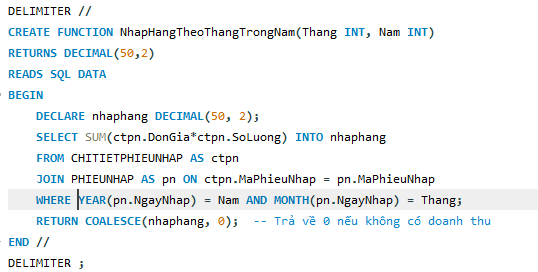 DELIMITER //
CREATE FUNCTION NhapHangTheoThangTrongNam(Thang INT, Nam INT)
RETURNS DECIMAL(50,2)
READS SQL DATA
BEGIN
    DECLARE nhaphang DECIMAL(50, 2);
    SELECT SUM(ctpn.DonGia*ctpn.SoLuong) INTO nhaphang
    FROM CHITIETPHIEUNHAP AS ctpn
    JOIN PHIEUNHAP AS pn ON ctpn.MaPhieuNhap = pn.MaPhieuNhap
    WHERE YEAR(pn.NgayNhap) = Nam AND MONTH(pn.NgayNhap) = Thang;
    RETURN COALESCE(nhaphang, 0);  -- Trả về 0 nếu không có doanh thu
END //
DELIMITER ;